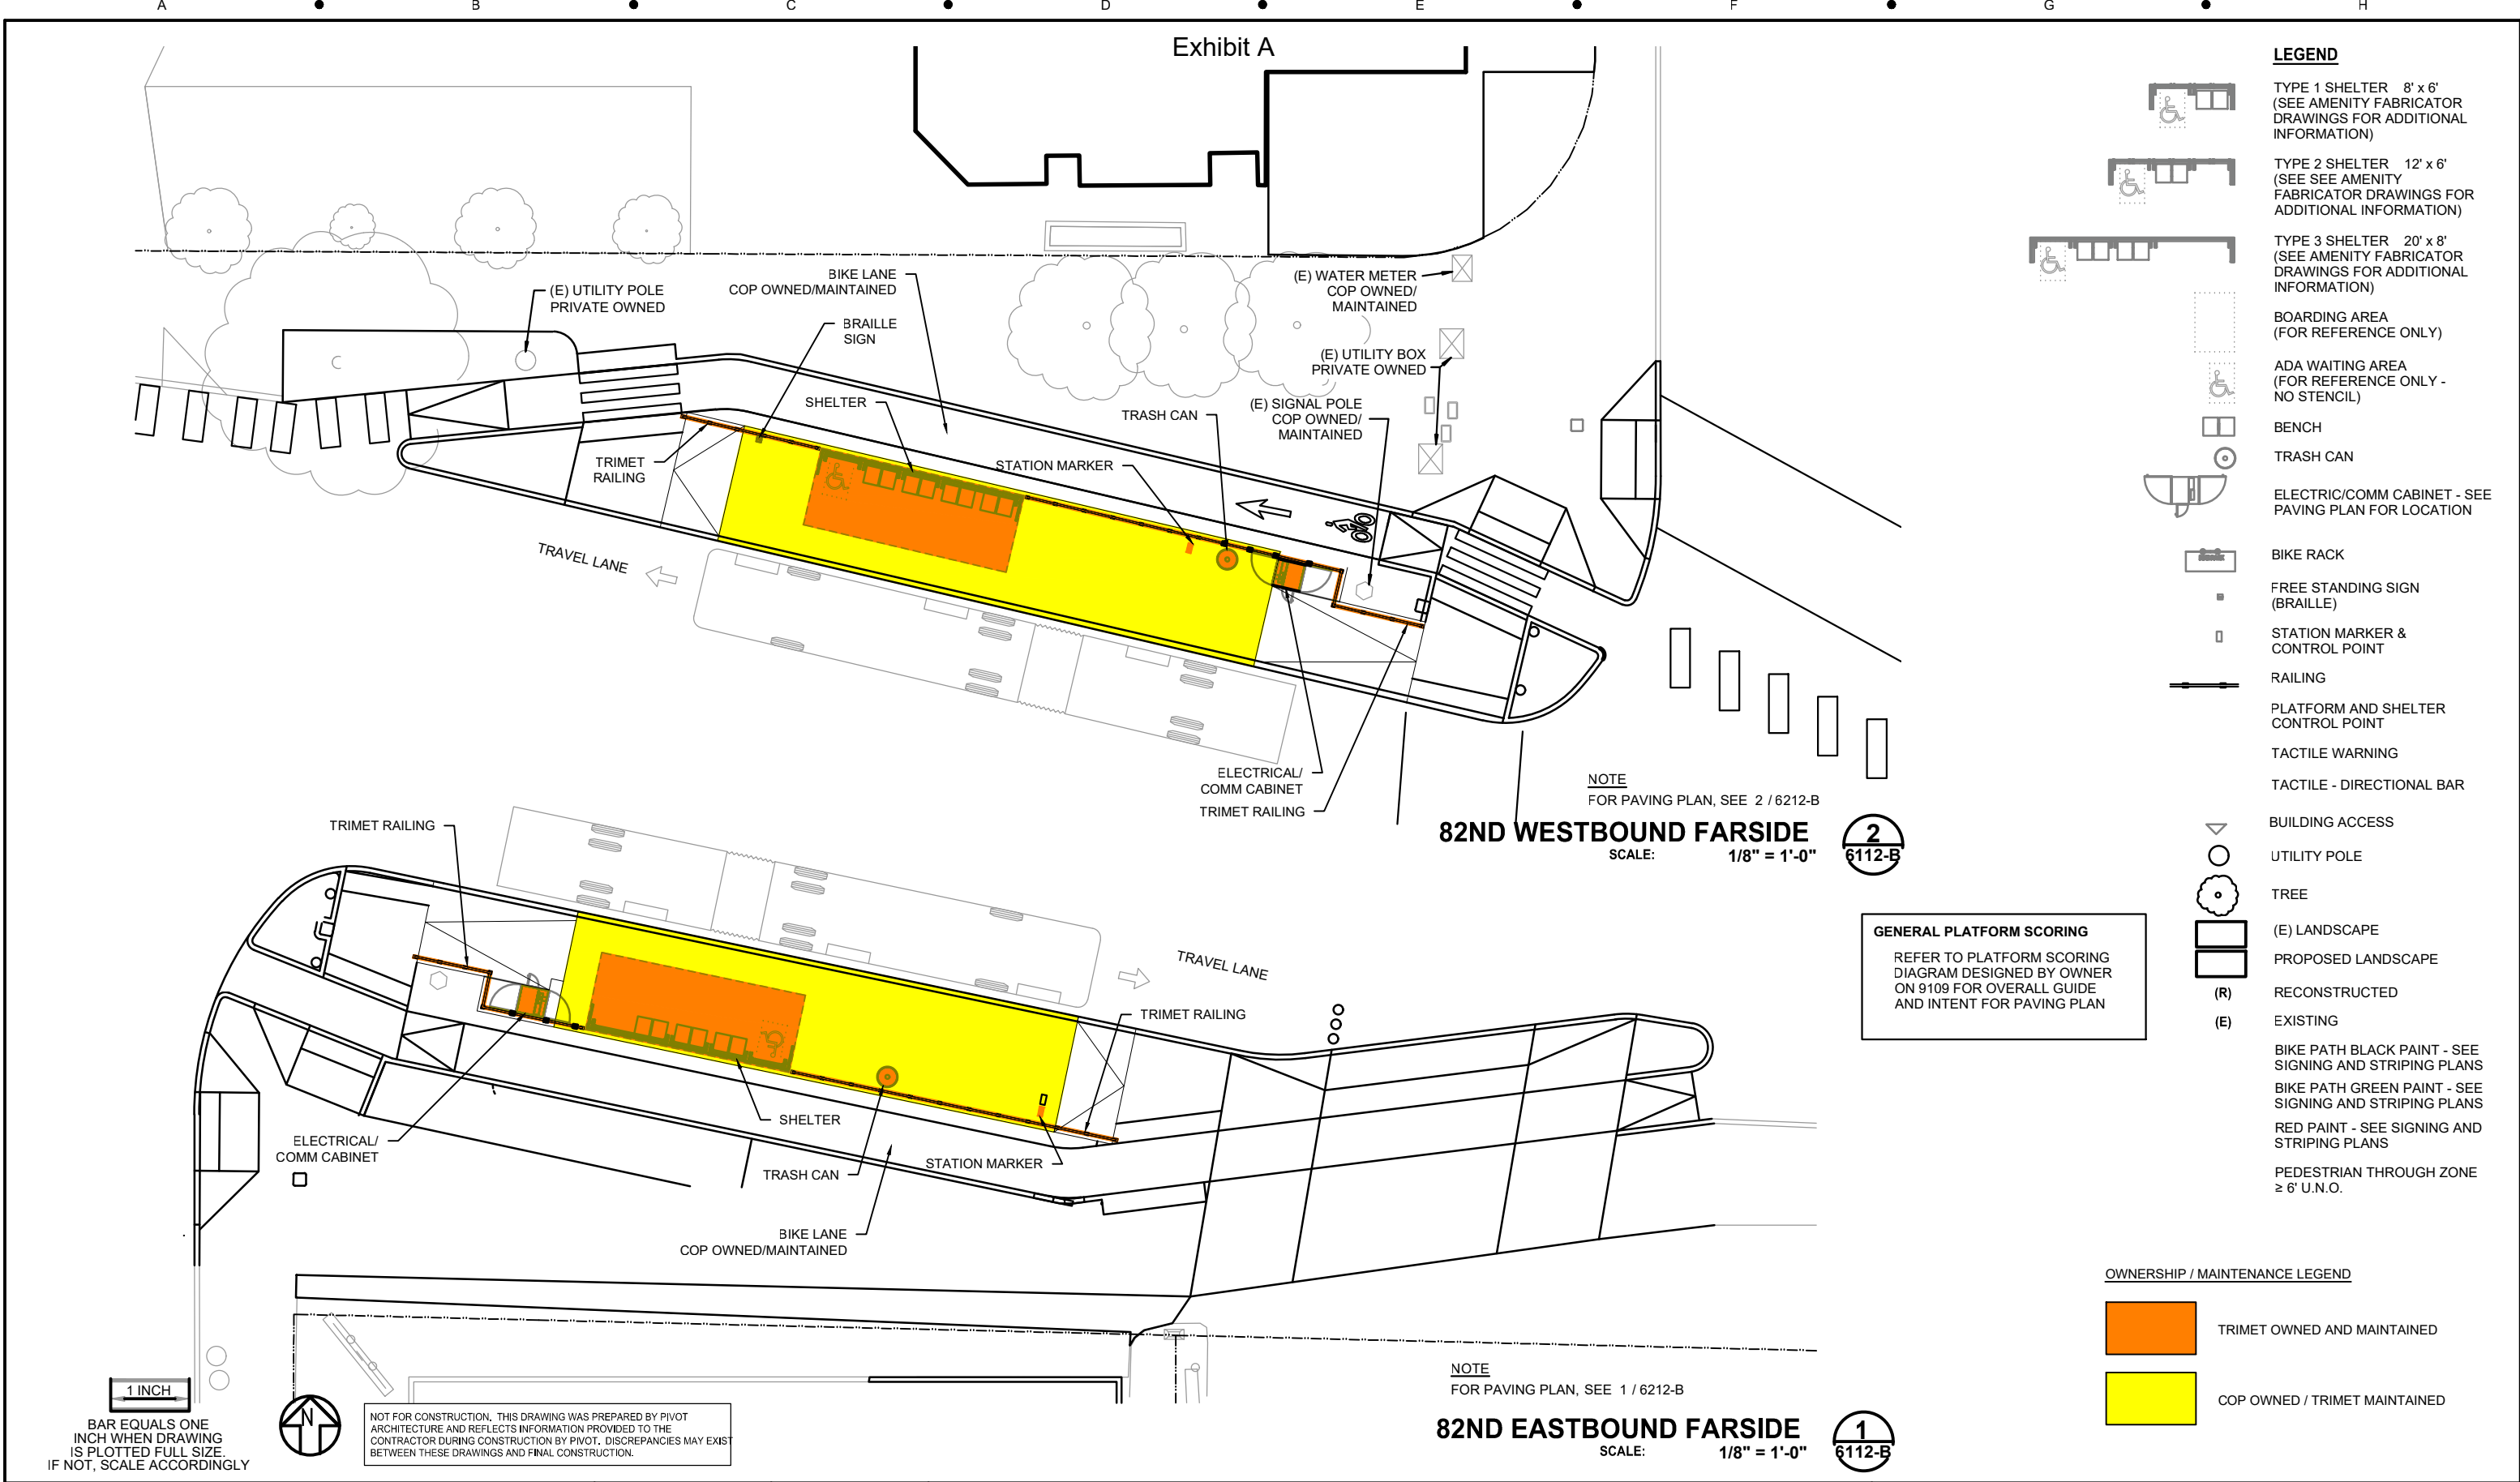 A B C D E F G H
Exhibit A
(E) UTILITY POLE
PRIVATE OWNED
BIKE LANE
COP OWNED/MAINTAINED
BRAILLE
SIGN
SHELTER
TRIMET
RAILING
STATION MARKER
TRASH CAN
(E) WATER METER
COP OWNED/
MAINTAINED
(E) UTILITY BOX
PRIVATE OWNED
(E) SIGNAL POLE
COP OWNED/
MAINTAINED
TRAVEL LANE
ELECTRICAL/
COMM CABINET
TRIMET RAILING
NOTE
FOR PAVING PLAN, SEE 2 / 6212-B
82ND WESTBOUND FARSIDE
SCALE: 1/8" = 1'-0"
2
6112-B
TRIMET RAILING
TRAVEL LANE
TRIMET RAILING
ELECTRICAL/
COMM CABINET
SHELTER
TRASH CAN
STATION MARKER
BIKE LANE
COP OWNED/MAINTAINED
GENERAL PLATFORM SCORING
REFER TO PLATFORM SCORING
DIAGRAM DESIGNED BY OWNER
ON 9109 FOR OVERALL GUIDE
AND INTENT FOR PAVING PLAN
NOTE
FOR PAVING PLAN, SEE 1 / 6212-B
82ND EASTBOUND FARSIDE
SCALE: 1/8" = 1'-0"
1
6112-B
1 INCH
BAR EQUALS ONE
INCH WHEN DRAWING
IS PLOTTED FULL SIZE.
IF NOT, SCALE ACCORDINGLY
N
NOT FOR CONSTRUCTION. THIS DRAWING WAS PREPARED BY PIVOT
ARCHITECTURE AND REFLECTS INFORMATION PROVIDED TO THE
CONTRACTOR DURING CONSTRUCTION BY PIVOT. DISCREPANCIES MAY EXIST
BETWEEN THESE DRAWINGS AND FINAL CONSTRUCTION.
LEGEND
TYPE 1 SHELTER 8' x 6'
(SEE AMENITY FABRICATOR
DRAWINGS FOR ADDITIONAL
INFORMATION)
TYPE 2 SHELTER 12' x 6'
(SEE SEE AMENITY
FABRICATOR DRAWINGS FOR
ADDITIONAL INFORMATION)
TYPE 3 SHELTER 20' x 8'
(SEE AMENITY FABRICATOR
DRAWINGS FOR ADDITIONAL
INFORMATION)
BOARDING AREA
(FOR REFERENCE ONLY)
ADA WAITING AREA
(FOR REFERENCE ONLY -
NO STENCIL)
BENCH
TRASH CAN
ELECTRIC/COMM CABINET - SEE
PAVING PLAN FOR LOCATION
BIKE RACK
FREE STANDING SIGN
(BRAILLE)
STATION MARKER &
CONTROL POINT
RAILING
PLATFORM AND SHELTER
CONTROL POINT
TACTILE WARNING
TACTILE - DIRECTIONAL BAR
BUILDING ACCESS
UTILITY POLE
TREE
(E) LANDSCAPE
PROPOSED LANDSCAPE
(R) RECONSTRUCTED
(E) EXISTING
BIKE PATH BLACK PAINT - SEE
SIGNING AND STRIPING PLANS
BIKE PATH GREEN PAINT - SEE
SIGNING AND STRIPING PLANS
RED PAINT - SEE SIGNING AND
STRIPING PLANS
PEDESTRIAN THROUGH ZONE
≥ 6' U.N.O.
OWNERSHIP / MAINTENANCE LEGEND
TRIMET OWNED AND MAINTAINED
COP OWNED / TRIMET MAINTAINED